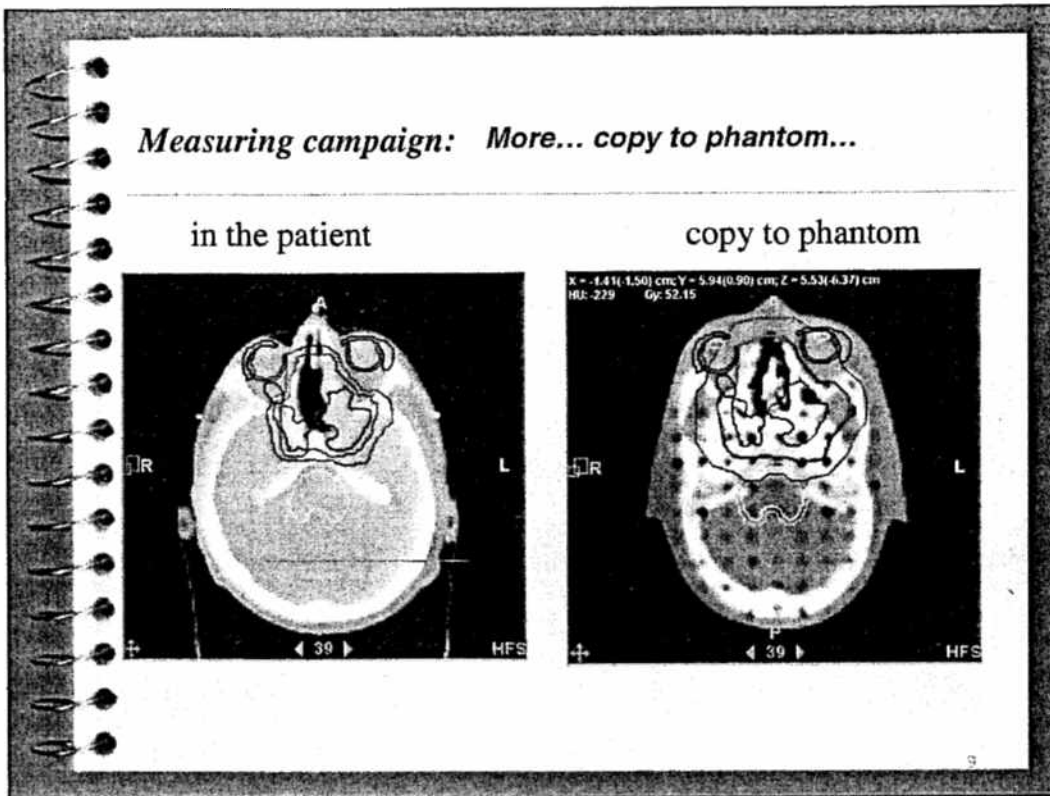 Measuring campaign: More... copy to phantom...
in the patient
copy to phantom
A
R
L
39
HFS
X = -1.41(-1.50) cm; Y = 5.94(0.90) cm; Z = 5.53(-6.37) cm
HU: -229 Gy: 52.15
R
L
P
39
HFS
9